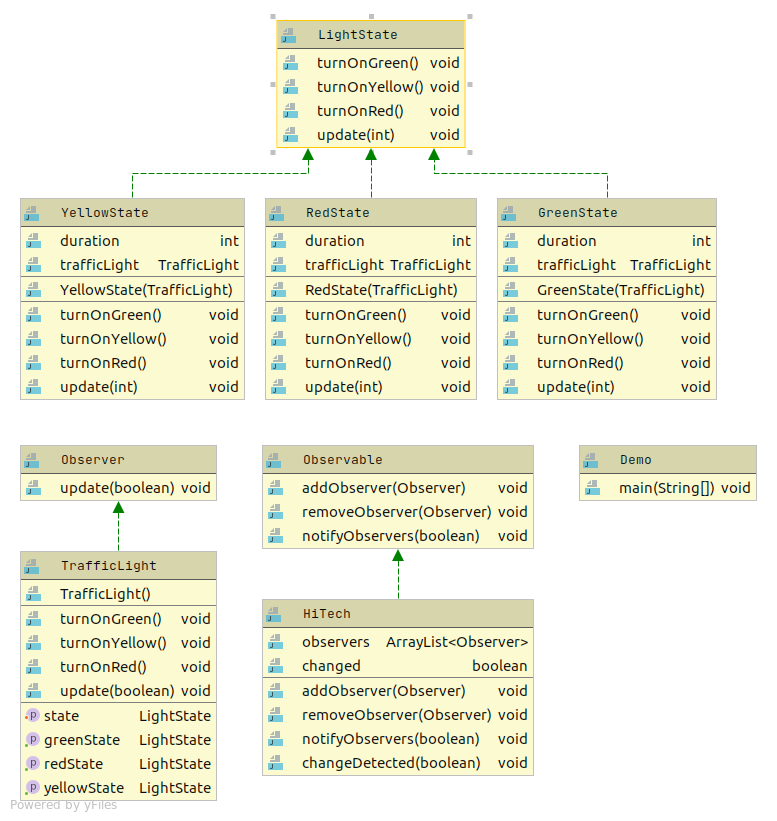 LightState
turnOnGreen() void
turnOnYellow() void
turnOnRed() void
update(int) void
YellowState
duration int
trafficLight TrafficLight
YellowState(TrafficLight)
turnOnGreen() void
turnOnYellow() void
turnOnRed() void
update(int) void
RedState
duration int
trafficLight TrafficLight
RedState(TrafficLight)
turnOnGreen() void
turnOnYellow() void
turnOnRed() void
update(int) void
GreenState
duration int
trafficLight TrafficLight
GreenState(TrafficLight)
turnOnGreen() void
turnOnYellow() void
turnOnRed() void
update(int) void
Observer
update(boolean) void
Observable
addObserver(Observer) void
removeObserver(Observer) void
notifyObservers(boolean) void
Demo
main(String[]) void
TrafficLight
TrafficLight()
turnOnGreen() void
turnOnYellow() void
turnOnRed() void
update(boolean) void
p state LightState
p greenState LightState
p redState LightState
p yellowState LightState
HiTech
observers ArrayList<Observer>
changed boolean
addObserver(Observer) void
removeObserver(Observer) void
notifyObservers(boolean) void
changeDetected(boolean) void
Powered by yFiles